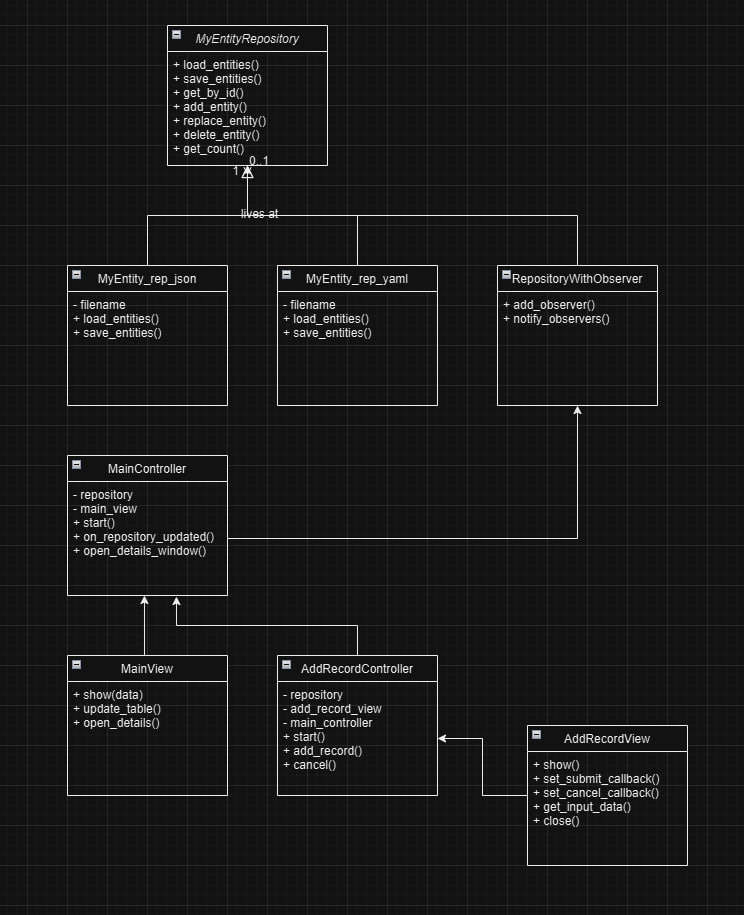 MyEntityRepository
+ load_entities()
+ save_entities()
+ get_by_id()
+ add_entity()
+ replace_entity()
+ delete_entity()
+ get_count()
0..1
1
lives at
MyEntity_rep_json
- filename
+ load_entities()
+ save_entities()
MyEntity_rep_yaml
- filename
+ load_entities()
+ save_entities()
RepositoryWithObserver
+ add_observer()
+ notify_observers()
MainController
- repository
- main_view
+ start()
+ on_repository_updated()
+ open_details_window()
MainView
+ show(data)
+ update_table()
+ open_details()
AddRecordController
- repository
- add_record_view
- main_controller
+ start()
+ add_record()
+ cancel()
AddRecordView
+ show()
+ set_submit_callback()
+ set_cancel_callback()
+ get_input_data()
+ close()